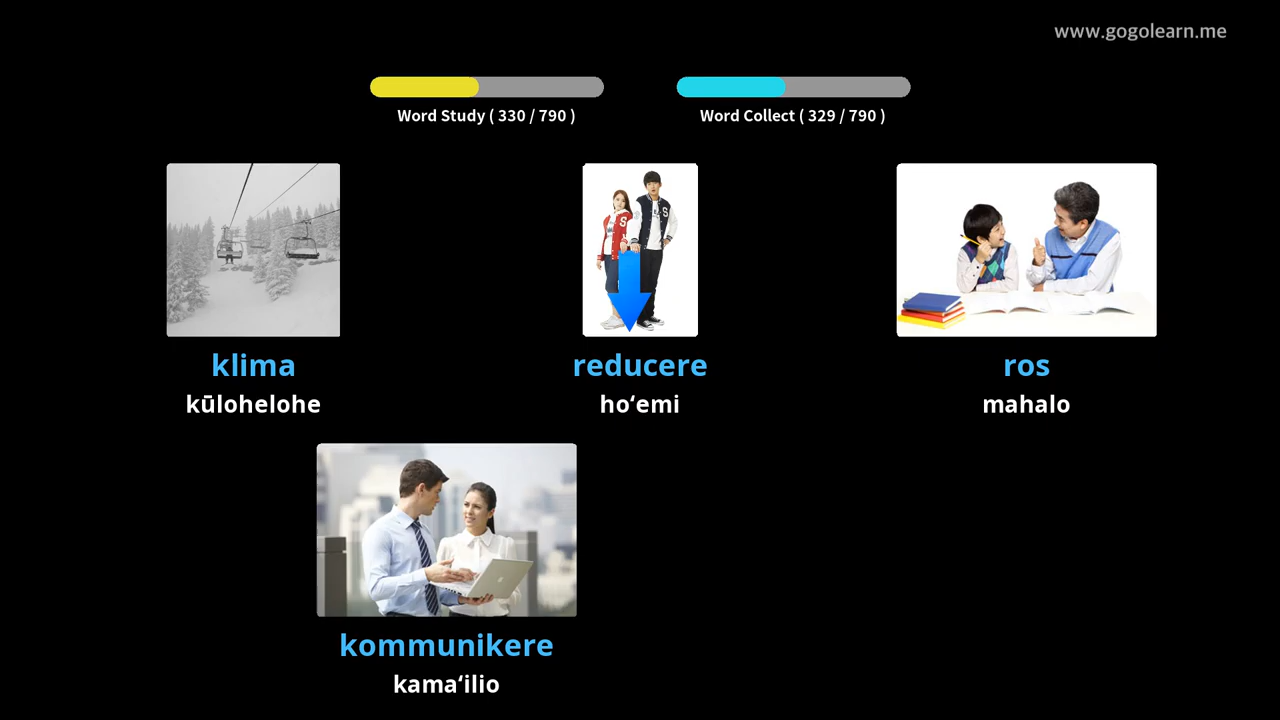 www.gogolearn.me
Word Study ( 330 / 790 )
Word Collect ( 329 / 790 )
klima
kūlohelohe
reducere
hoʻemi
ros
mahalo
kommunikere
kamaʻilio